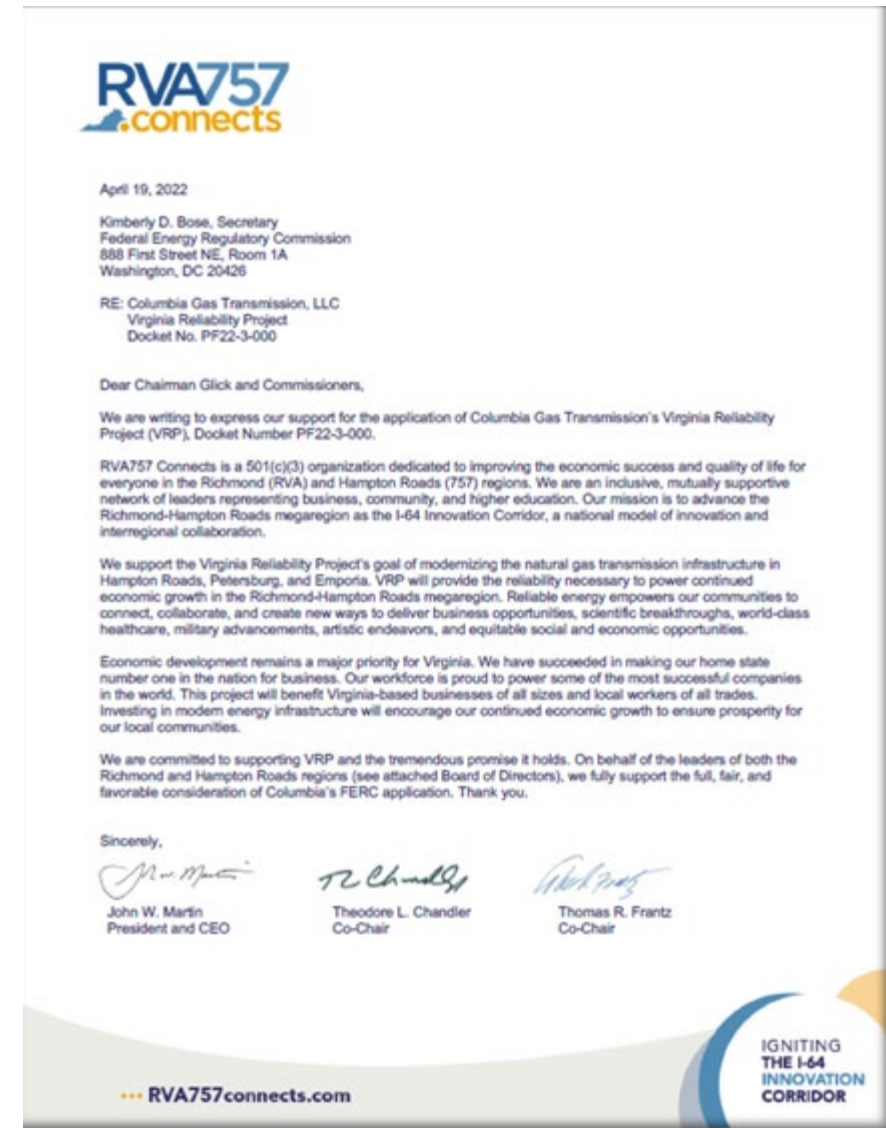 RVA757
connects
April 19, 2022
Kimberly D. Bose, Secretary
Federal Energy Regulatory Commission
888 First Street NE, Room 1A
Washington, DC 20426
RE: Columbia Gas Transmission, LLC
Virginia Reliability Project
Docket No. PF22-3-000
Dear Chairman Glick and Commissioners,
We are writing to express our support for the application of Columbia Gas Transmission's Virginia Reliability
Project (VRP), Docket Number PF22-3-000.
RVA757 Connects is a 501(c)(3) organization dedicated to improving the economic success and quality of life for
everyone in the Richmond (RVA) and Hampton Roads (757) regions. We are an inclusive, mutually supportive
network of leaders representing business, community, and higher education. Our mission is to advance the
Richmond-Hampton Roads megaregion as the I-64 Innovation Corridor, a national model of innovation and
interregional collaboration.
We support the Virginia Reliability Project's goal of modernizing the natural gas transmission infrastructure in
Hampton Roads, Petersburg, and Emporia. VRP will provide the reliability necessary to power continued
economic growth in the Richmond-Hampton Roads megaregion. Reliable energy empowers our communities to
connect, collaborate, and create new ways to deliver business opportunities, scientific breakthroughs, world-class
healthcare, military advancements, artistic endeavors, and equitable social and economic opportunities.
Economic development remains a major priority for Virginia. We have succeeded in making our home state
number one in the nation for business. Our workforce is proud to power some of the most successful companies
in the world. This project will benefit Virginia-based businesses of all sizes and local workers of all trades.
Investing in modern energy infrastructure will encourage our continued economic growth to ensure prosperity for
our local communities.
We are committed to supporting VRP and the tremendous promise it holds. On behalf of the leaders of both the
Richmond and Hampton Roads regions (see attached Board of Directors), we fully support the full, fair, and
favorable consideration of Columbia's FERC application. Thank you.
Sincerely,
John W. Martin Theodore L. Chandler Thomas R. Frantz
President and CEO Co-Chair Co-Chair
IGNITING
THE I-64
INNOVATION
CORRIDOR
RVA757connects.com